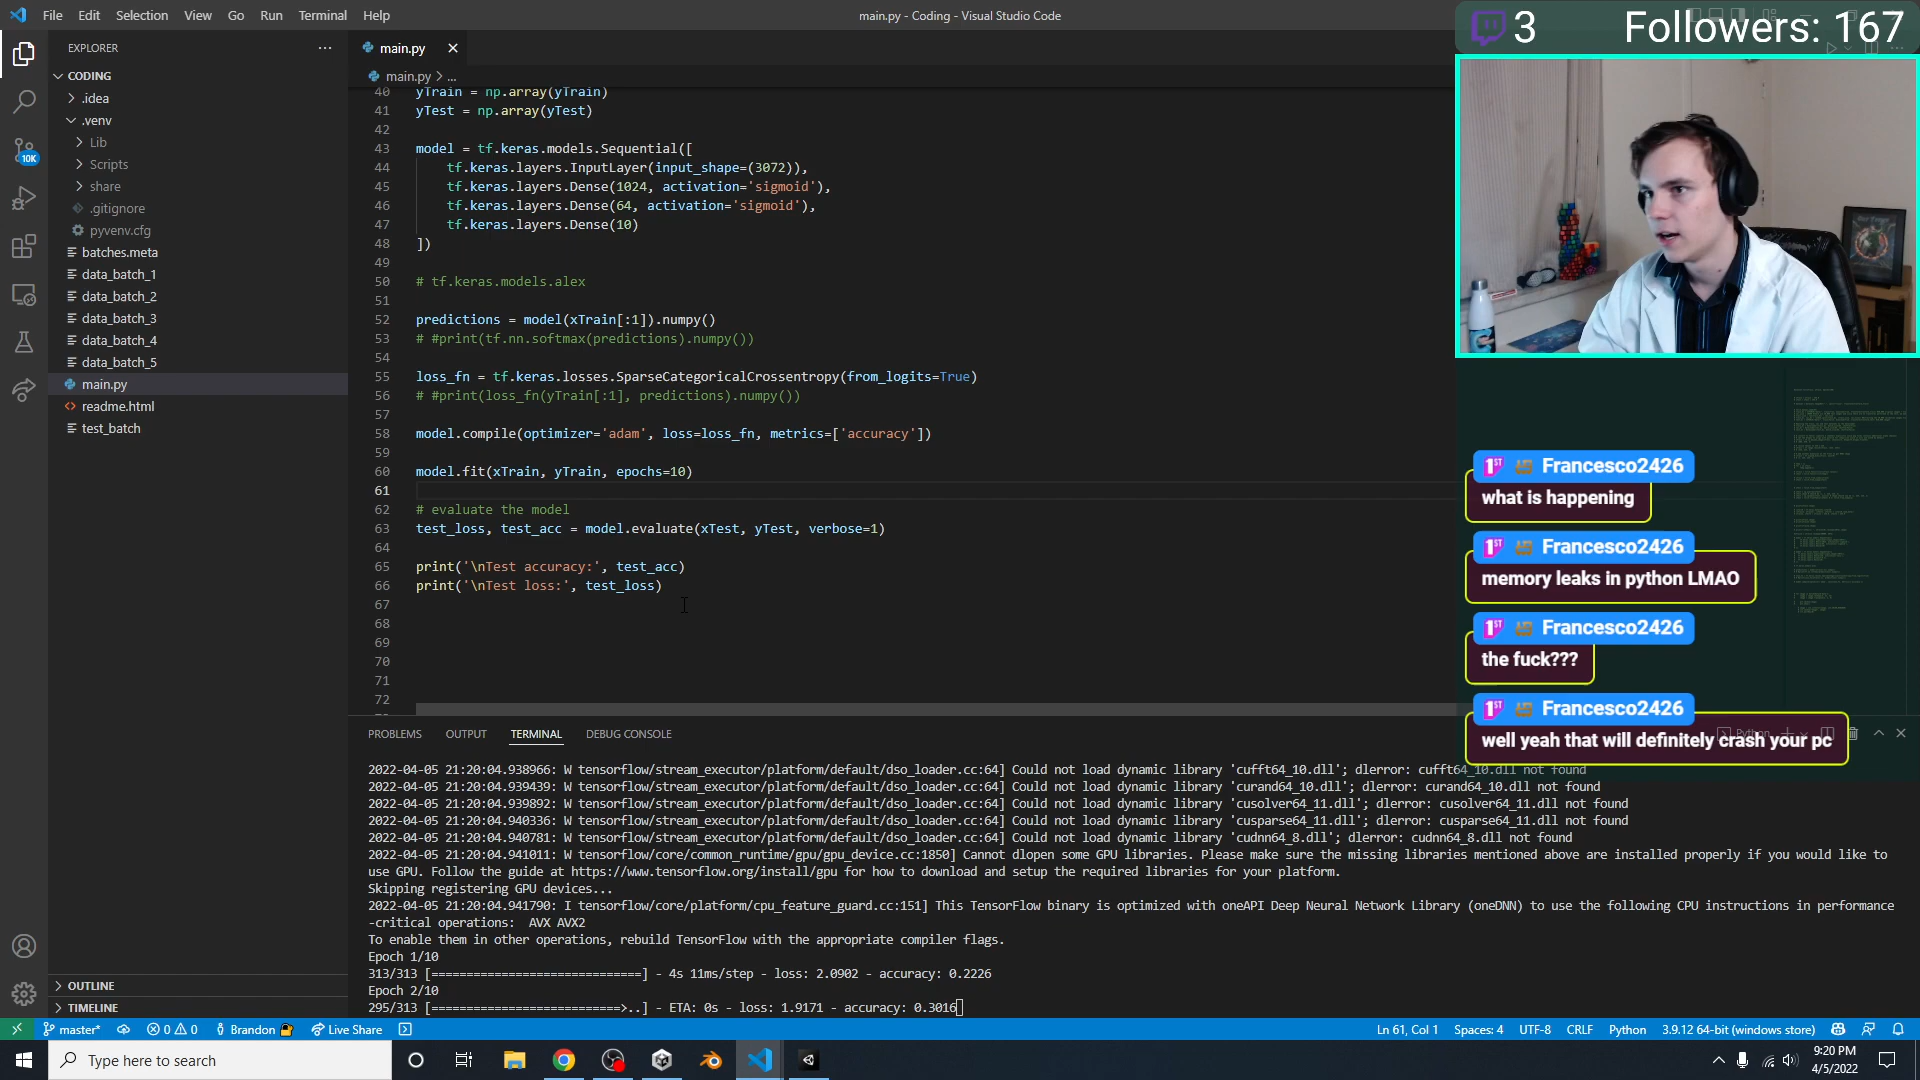 File Edit Selection View Go Run Terminal Help
main.py - Coding - Visual Studio Code
3 Followers: 167
EXPLORER
CODING
.idea
.venv
Lib
Scripts
share
.gitignore
pyvenv.cfg
batches.meta
data_batch_1
data_batch_2
data_batch_3
data_batch_4
data_batch_5
main.py
readme.html
test_batch
OUTLINE
TIMELINE
10K
main.py
main.py > ...
40 yTrain = np.array(yTrain)
41 yTest = np.array(yTest)
42
43 model = tf.keras.models.Sequential([
44 tf.keras.layers.InputLayer(input_shape=(3072)),
45 tf.keras.layers.Dense(1024, activation='sigmoid'),
46 tf.keras.layers.Dense(64, activation='sigmoid'),
47 tf.keras.layers.Dense(10)
48 ])
49
50 # tf.keras.models.alex
51
52 predictions = model(xTrain[:1]).numpy()
53 # #print(tf.nn.softmax(predictions).numpy())
54
55 loss_fn = tf.keras.losses.SparseCategoricalCrossentropy(from_logits=True)
56 # #print(loss_fn(yTrain[:1], predictions).numpy())
57
58 model.compile(optimizer='adam', loss=loss_fn, metrics=['accuracy'])
59
60 model.fit(xTrain, yTrain, epochs=10)
61
62 # evaluate the model
63 test_loss, test_acc = model.evaluate(xTest, yTest, verbose=1)
64
65 print('\nTest accuracy:', test_acc)
66 print('\nTest loss:', test_loss)
67
68
69
70
71
72
1ST Francesco2426
what is happening
1ST Francesco2426
memory leaks in python LMAO
1ST Francesco2426
the fuck???
1ST Francesco2426
well yeah that will definitely crash your pc
PROBLEMS OUTPUT TERMINAL DEBUG CONSOLE
Python
2022-04-05 21:20:04.938966: W tensorflow/stream_executor/platform/default/dso_loader.cc:64] Could not load dynamic library 'cufft64_10.dll'; dlerror: cufft64_10.dll not found
2022-04-05 21:20:04.939439: W tensorflow/stream_executor/platform/default/dso_loader.cc:64] Could not load dynamic library 'curand64_10.dll'; dlerror: curand64_10.dll not found
2022-04-05 21:20:04.939892: W tensorflow/stream_executor/platform/default/dso_loader.cc:64] Could not load dynamic library 'cusolver64_11.dll'; dlerror: cusolver64_11.dll not found
2022-04-05 21:20:04.940336: W tensorflow/stream_executor/platform/default/dso_loader.cc:64] Could not load dynamic library 'cusparse64_11.dll'; dlerror: cusparse64_11.dll not found
2022-04-05 21:20:04.940781: W tensorflow/stream_executor/platform/default/dso_loader.cc:64] Could not load dynamic library 'cudnn64_8.dll'; dlerror: cudnn64_8.dll not found
2022-04-05 21:20:04.941011: W tensorflow/core/common_runtime/gpu/gpu_device.cc:1850] Cannot dlopen some GPU libraries. Please make sure the missing libraries mentioned above are installed properly if you would like to
use GPU. Follow the guide at https://www.tensorflow.org/install/gpu for how to download and setup the required libraries for your platform.
Skipping registering GPU devices...
2022-04-05 21:20:04.941790: I tensorflow/core/platform/cpu_feature_guard.cc:151] This TensorFlow binary is optimized with oneAPI Deep Neural Network Library (oneDNN) to use the following CPU instructions in performance
-critical operations:  AVX AVX2
To enable them in other operations, rebuild TensorFlow with the appropriate compiler flags.
Epoch 1/10
313/313 [==============================] - 4s 11ms/step - loss: 2.0902 - accuracy: 0.2226
Epoch 2/10
295/313 [===========================>..] - ETA: 0s - loss: 1.9171 - accuracy: 0.3016
master* 0 0 Brandon Live Share
Ln 61, Col 1 Spaces: 4 UTF-8 CRLF Python 3.9.12 64-bit (windows store)
Type here to search
9:20 PM
4/5/2022